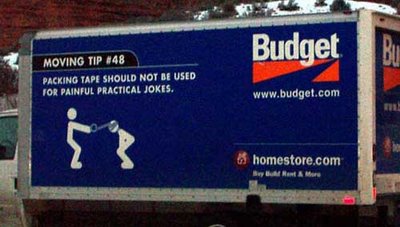 MOVING TIP #48
PACKING TAPE SHOULD NOT BE USED
FOR PAINFUL PRACTICAL JOKES.
Budget
www.budget.com
homestore.com
Buy Build Rent & More